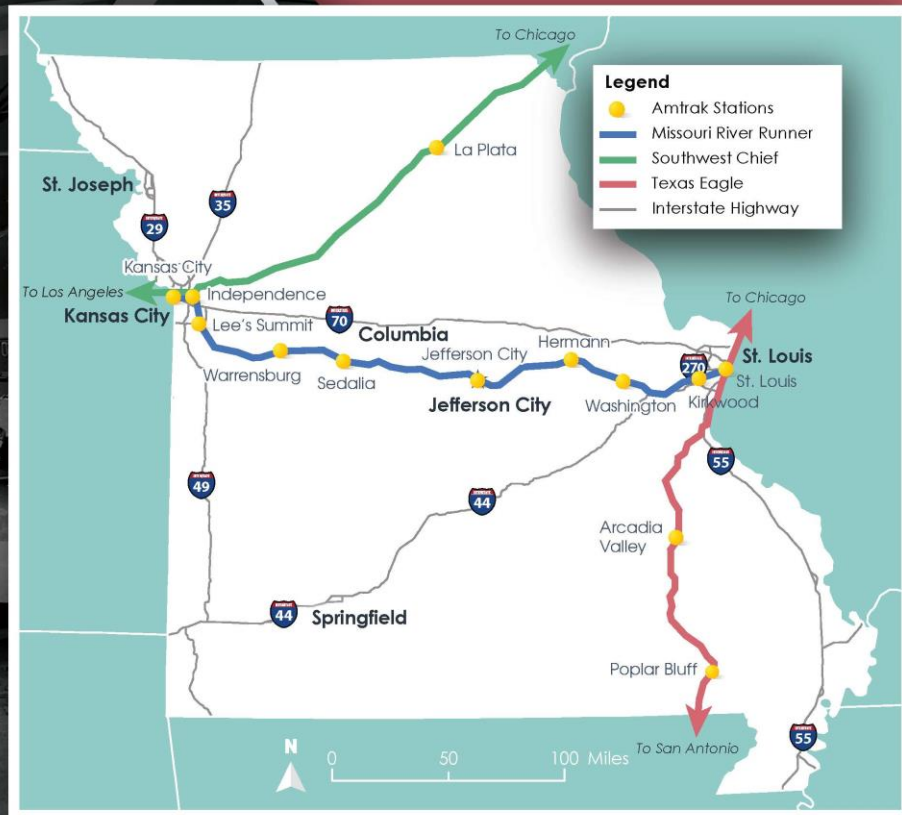 To Chicago
Legend
Amtrak Stations
Missouri River Runner
Southwest Chief
Texas Eagle
Interstate Highway
La Plata
St. Joseph
35
29
Kansas City
To Los Angeles
Independence
Kansas City
Lee's Summit
70
Columbia
To Chicago
Hermann
Jefferson City
St. Louis
270
St. Louis
Warrensburg
Sedalia
Jefferson City
Washington
Kirkwood
55
49
44
Arcadia
Valley
44
Springfield
Poplar Bluff
To San Antonio
55
N
0 50 100 Miles